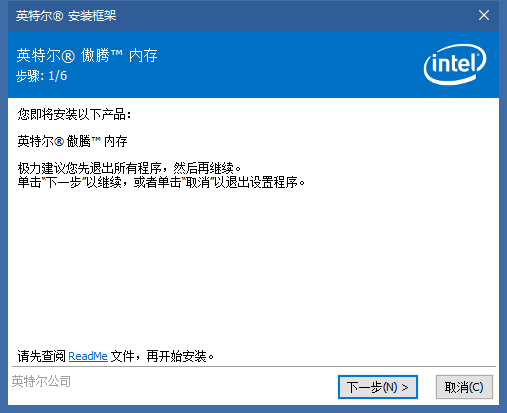 英特尔® 安装框架
英特尔® 傲腾™ 内存
步骤: 1/6
intel
您即将安装以下产品：
英特尔® 傲腾™ 内存
极力建议您先退出所有程序，然后再继续。
单击“下一步”以继续，或者单击“取消”以退出设置程序。
请先查阅 ReadMe 文件，再开始安装。
英特尔公司
下一步(N) >
取消(C)